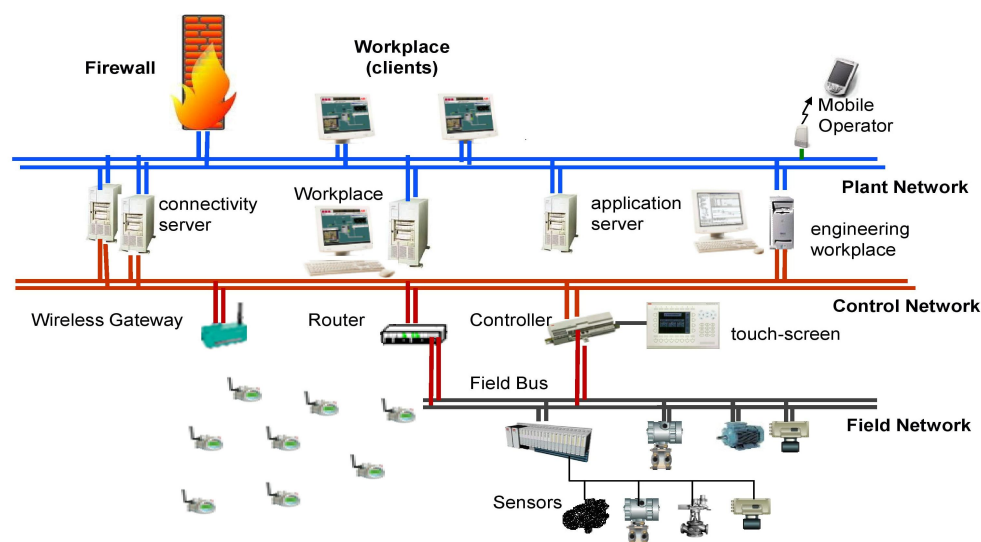 Firewall
Workplace
(clients)
Mobile
Operator
Plant Network
connectivity
server
Workplace
application
server
engineering
workplace
Control Network
Wireless Gateway
Router
Controller
touch-screen
Field Bus
Field Network
Sensors